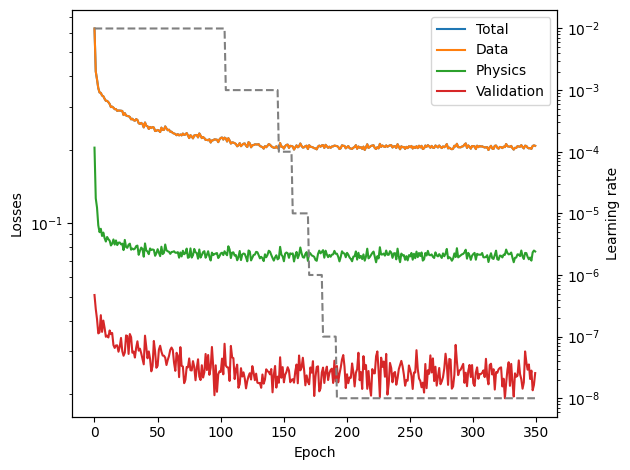 Total
Data
Physics
Validation
Losses
10⁻¹
Learning rate
10⁻²
10⁻³
10⁻⁴
10⁻⁵
10⁻⁶
10⁻⁷
10⁻⁸
0 50 100 150 200 250 300 350
Epoch